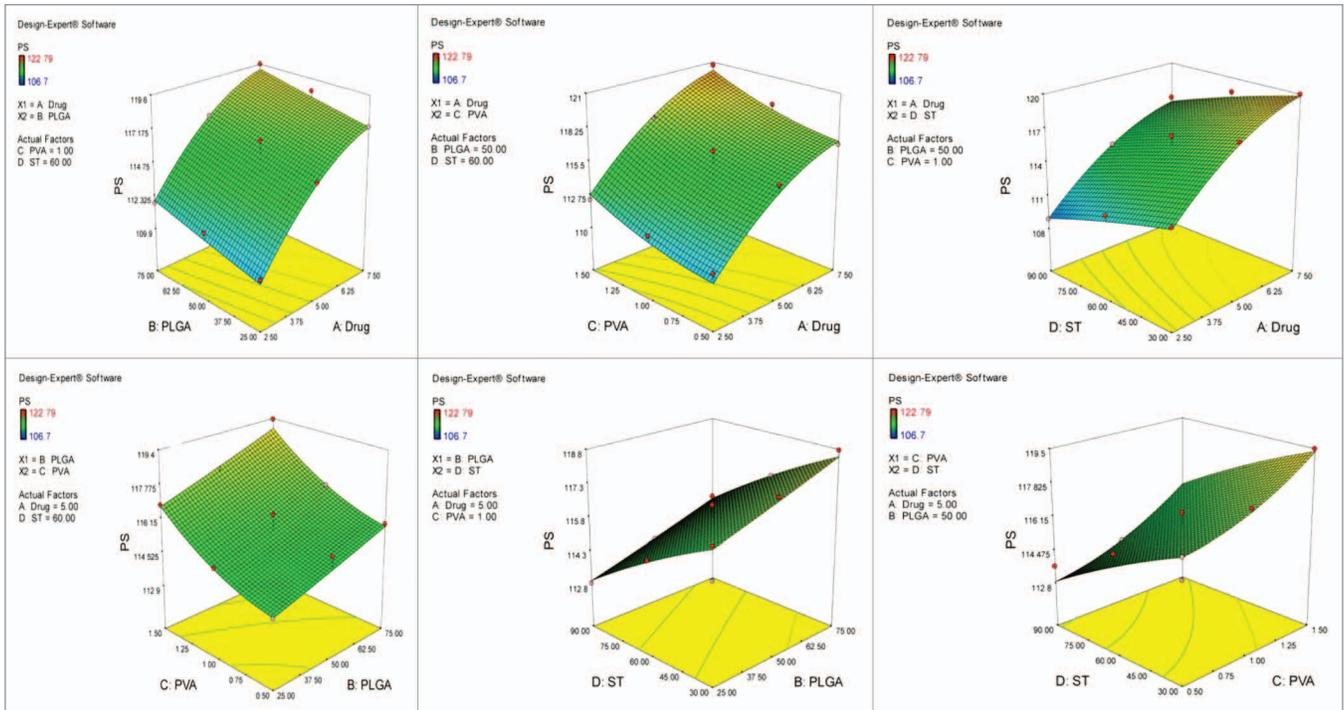 Design-Expert® Software
PS
122 79
106.7
X1 = A Drug
X2 = B PLGA
Actual Factors
C PVA = 1.00
D ST = 60 00
PS
119.6
117.175
114.75
112.325
109.9
75 00
62 50
50 00
37 50
25 00
2 50
3.75
5.00
6.25
7.50
B: PLGA
A: Drug
Design-Expert® Software
PS
122 79
106.7
X1 = A Drug
X2 = C PVA
Actual Factors
B PLGA = 50.00
D ST = 60.00
PS
121
118.25
115.5
112.75
110
1.50
1.25
1.00
0 75
0 50
2.50
3.75
5.00
6.25
7.50
C: PVA
A: Drug
Design-Expert® Software
PS
122 79
106.7
X1 = A Drug
X2 = D ST
Actual Factors
B PLGA = 50.00
C PVA = 1.00
PS
120
117
114
111
108
90 00
75.00
60 00
45.00
30.00
2.50
3.75
5.00
6.25
7 50
D: ST
A: Drug
Design-Expert® Software
PS
122 79
106.7
X1 = B PLGA
X2 = C PVA
Actual Factors
A Drug = 5.00
D ST = 60.00
PS
119.4
117.775
116 15
114 525
112.9
1.50
1.25
1 00
0 75
0 50
25.00
37 50
50 00
62 50
75 00
C: PVA
B: PLGA
Design-Expert® Software
PS
122 79
106.7
X1 = B PLGA
X2 = D ST
Actual Factors
A: Drug = 5.00
C PVA = 1.00
PS
118.8
117.3
115.8
114.3
112.8
90 00
75 00
60 00
45 00
30 00
25 00
37 50
50 00
62 50
75 00
D: ST
B: PLGA
Design-Expert® Software
PS
122 79
106.7
X1 = C PVA
X2 = D ST
Actual Factors
A Drug = 5.00
B PLGA = 50.00
PS
119.5
117.825
116.15
114 475
112.8
90 00
75 00
60 00
45 00
30 00
0 50
0.75
1.00
1.25
1 50
D: ST
C: PVA